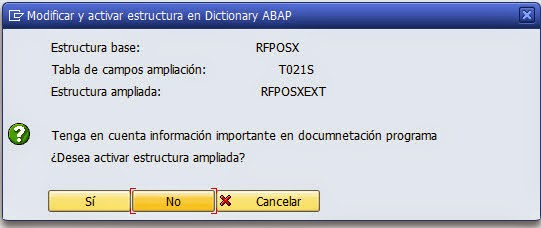 Modificar y activar estructura en Dictionary ABAP
Estructura base: RFPOSX
Tabla de campos ampliación: T021S
Estructura ampliada: RFPOSXEXT
Tenga en cuenta información importante en documnetación programa
¿Desea activar estructura ampliada?
Sí No Cancelar